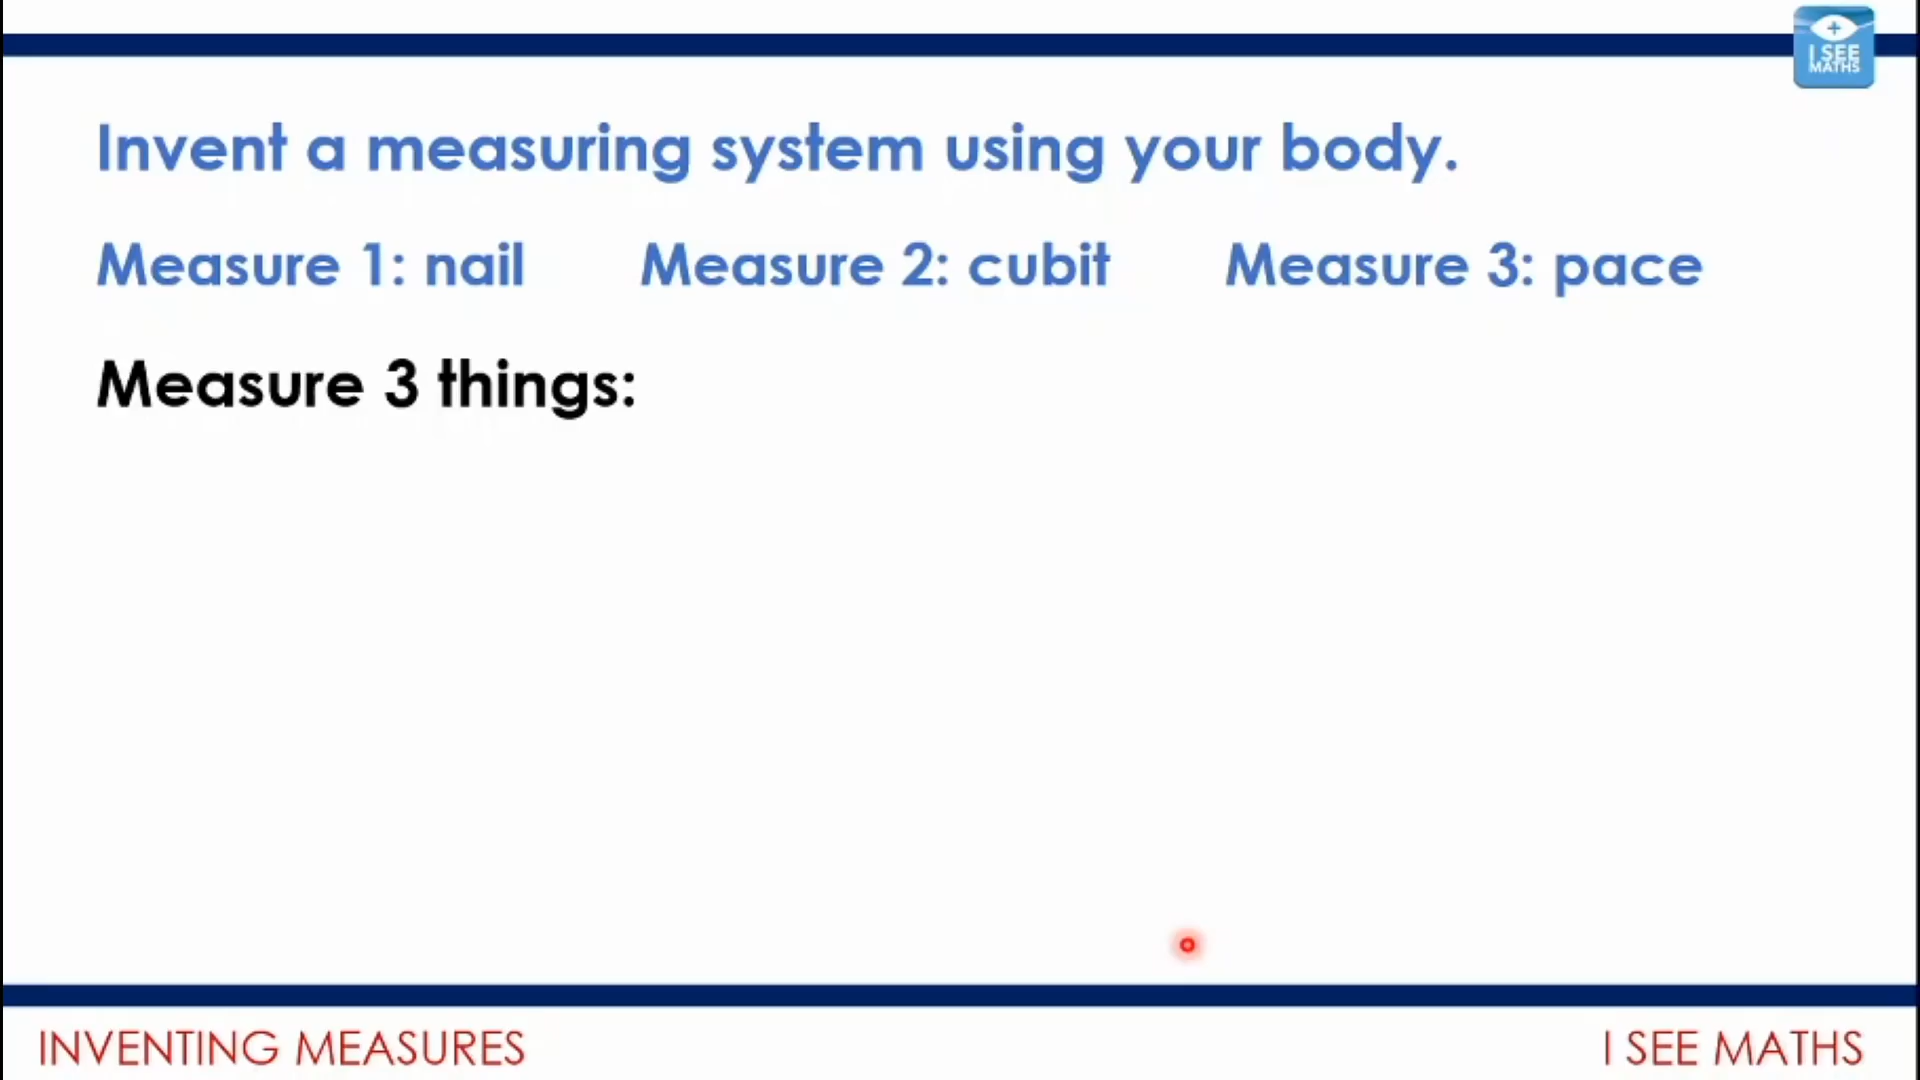 I SEE
MATHS
Invent a measuring system using your body.
Measure 1: nail Measure 2: cubit Measure 3: pace
Measure 3 things:
INVENTING MEASURES I SEE MATHS